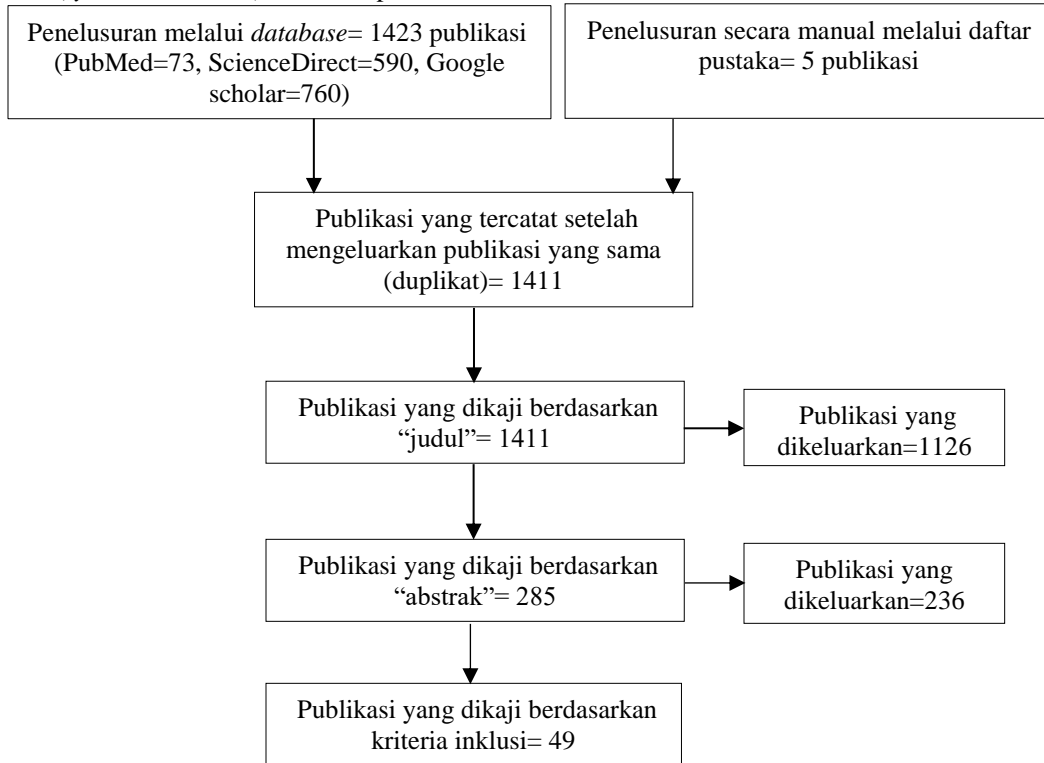 Penelusuran melalui database= 1423 publikasi
(PubMed=73, ScienceDirect=590, Google
scholar=760)
Penelusuran secara manual melalui daftar
pustaka= 5 publikasi
Publikasi yang tercatat setelah
mengeluarkan publikasi yang sama
(duplikat)= 1411
Publikasi yang dikaji berdasarkan
“judul”= 1411
Publikasi yang
dikeluarkan=1126
Publikasi yang dikaji berdasarkan
“abstrak”= 285
Publikasi yang
dikeluarkan=236
Publikasi yang dikaji berdasarkan
kriteria inklusi= 49